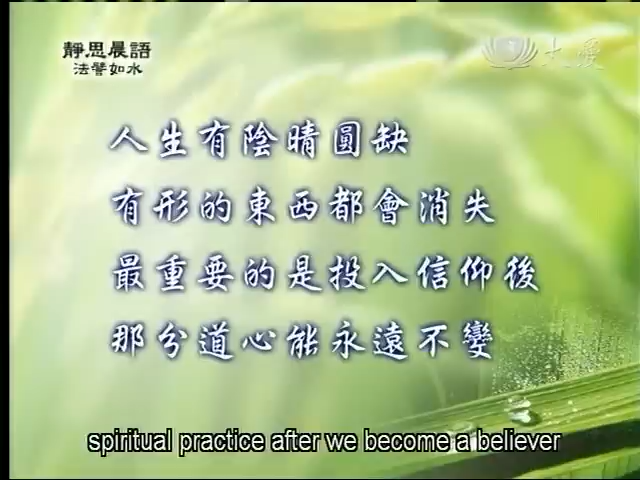 靜思晨語
法譬如水
大愛
人生有陰晴圓缺
有形的東西都會消失
最重要的是投入信仰後
那分道心能永遠不變
spiritual practice after we become a believer